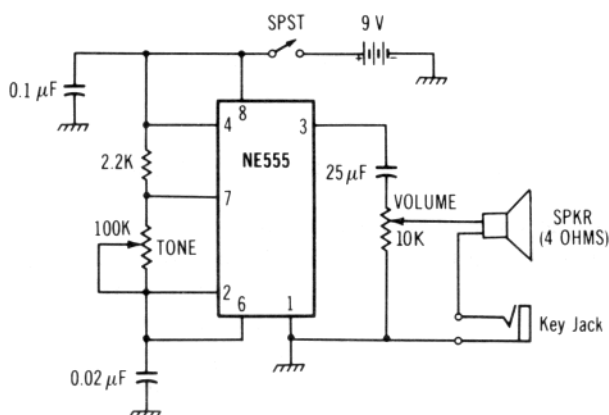 SPST
9 V
+
-
0.1 µF
8
4
3
2.2K
NE555
25 µF
7
VOLUME
100K
TONE
10K
SPKR
(4 OHMS)
2
6
1
Key Jack
0.02 µF